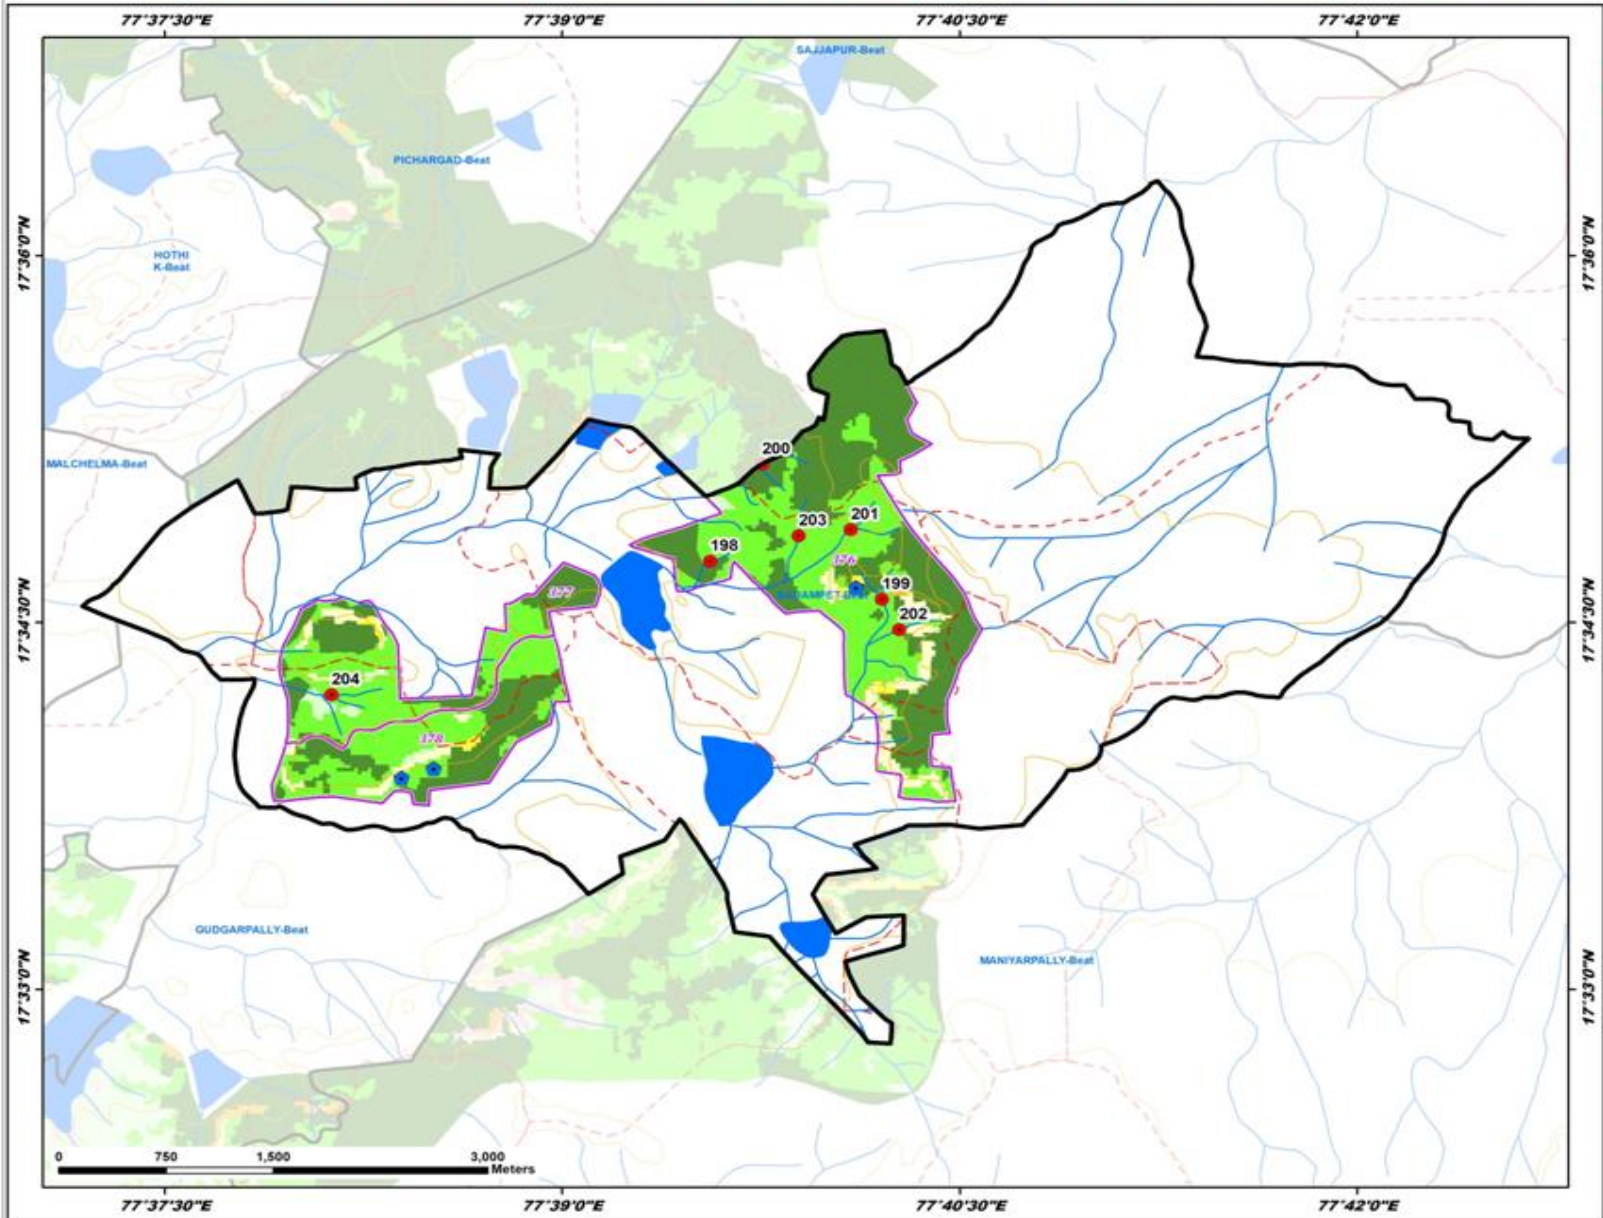 77°37'30"E 77°39'0"E 77°40'30"E 77°42'0"E
SAJJAPUR-Beat
PICHARGAD-Beat
17°36'0"N
HOTHI
K-Beat
17°36'0"N
MALCHELMA-Beat
200
203
201
198
376
377
199
202
17°34'30"N
17°34'30"N
204
378
GUDGARPALLY-Beat
MANIYARPALLY-Beat
17°33'0"N
17°33'0"N
0 750 1,500 3,000
Meters
77°37'30"E 77°39'0"E 77°40'30"E 77°42'0"E